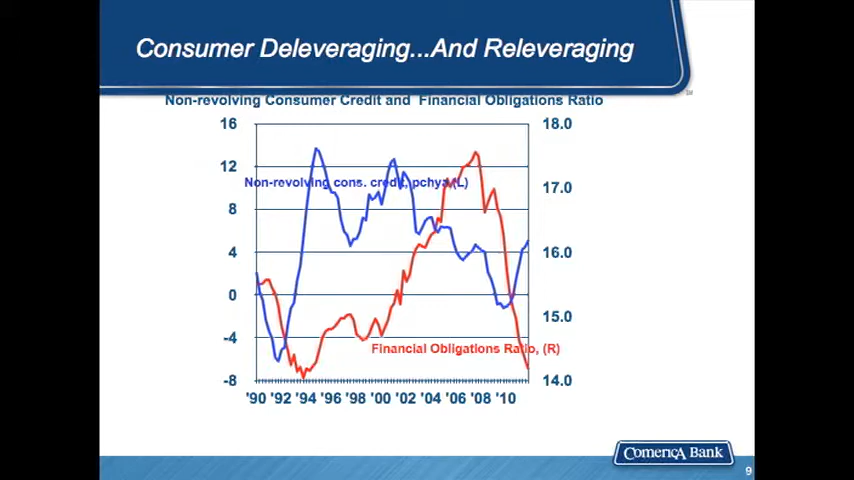 Consumer Deleveraging...And Releveraging
SM
Non-revolving Consumer Credit and Financial Obligations Ratio
16 18.0
12 17.0
8 16.0
4 15.0
0 14.0
-4
-8
Non-revolving cons. credit, pchya (L)
Financial Obligations Ratio, (R)
'90 '92 '94 '96 '98 '00 '02 '04 '06 '08 '10
Comerica Bank
9